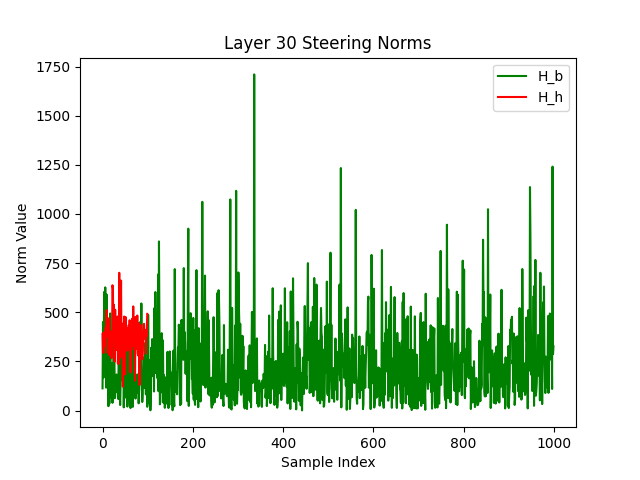 Layer 30 Steering Norms
H_b
H_h
Norm Value
1750
1500
1250
1000
750
500
250
0
0 200 400 600 800 1000
Sample Index